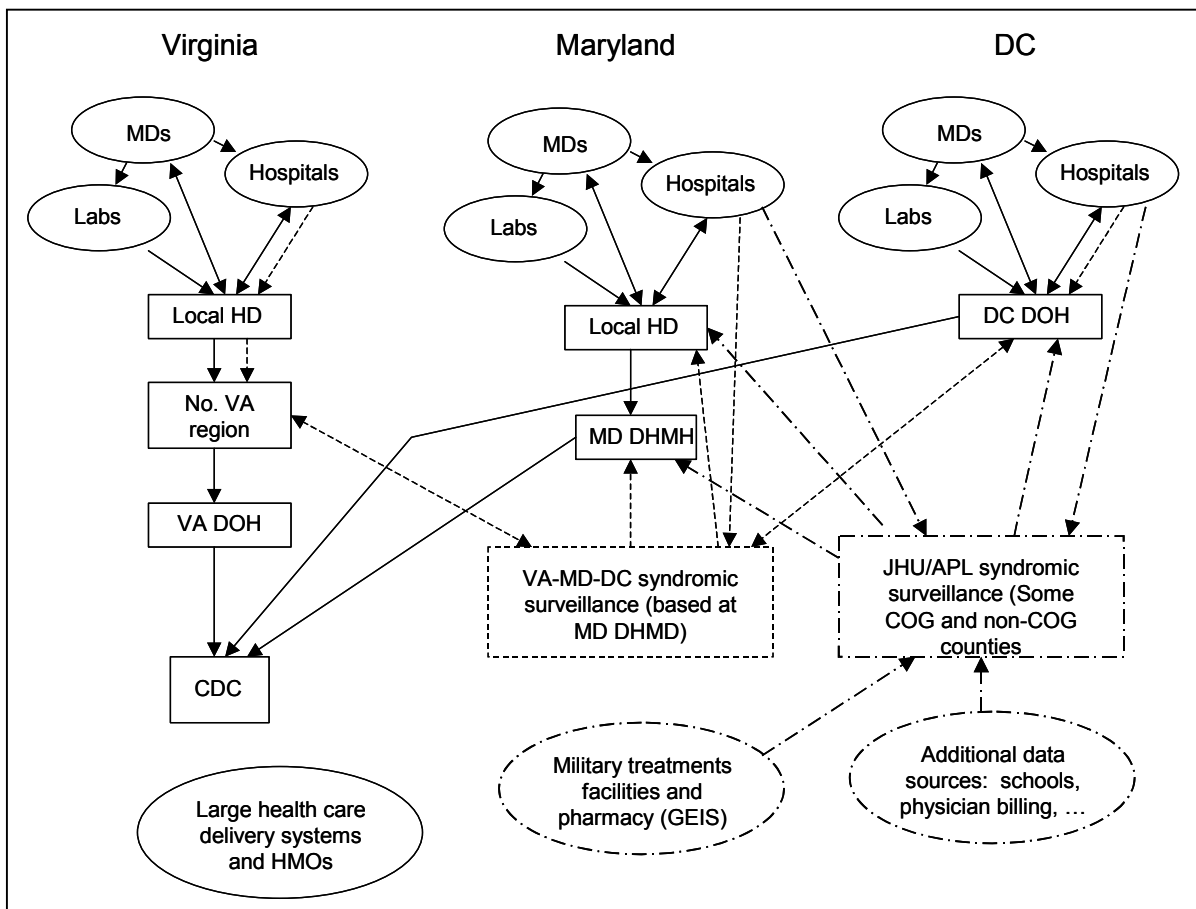 Virginia
Maryland
DC
MDs
Hospitals
Labs
Local HD
No. VA
region
VA DOH
CDC
Large health care
delivery systems
and HMOs
MDs
Hospitals
Labs
Local HD
MD DHMH
VA-MD-DC syndromic
surveillance (based at
MD DHMD)
Military treatments
facilities and
pharmacy (GEIS)
MDs
Hospitals
Labs
DC DOH
JHU/APL syndromic
surveillance (Some
COG and non-COG
counties
Additional data
sources: schools,
physician billing, …